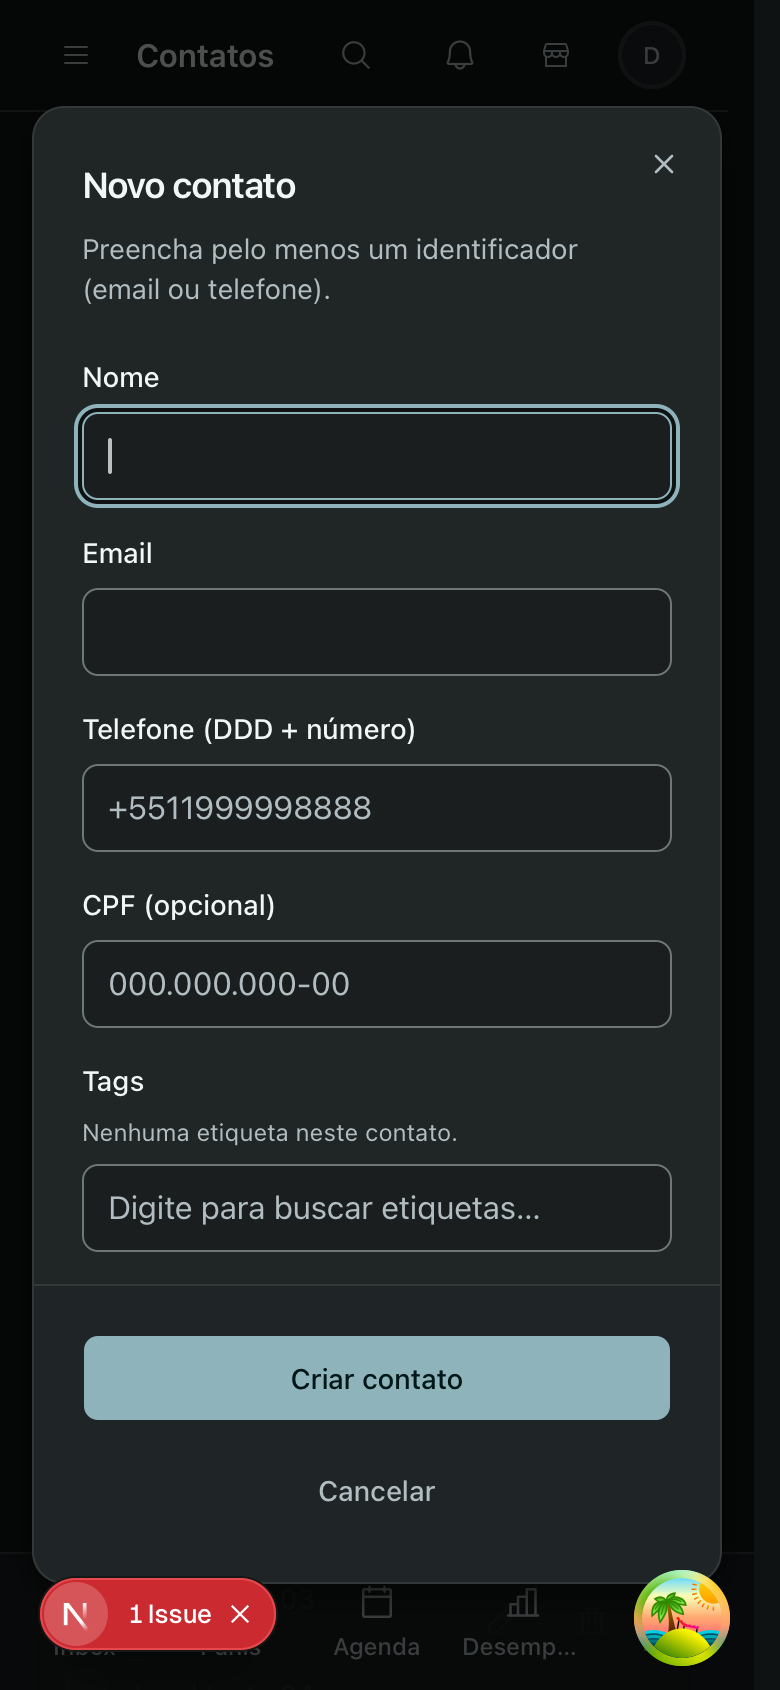 Contatos
D
Novo contato
Preencha pelo menos um identificador
(email ou telefone).
Nome
Email
Telefone (DDD + número)
+5511999998888
CPF (opcional)
000.000.000-00
Tags
Nenhuma etiqueta neste contato.
Digite para buscar etiquetas...
Criar contato
Cancelar
N
1 Issue
Inbox
Agenda
Desemp...